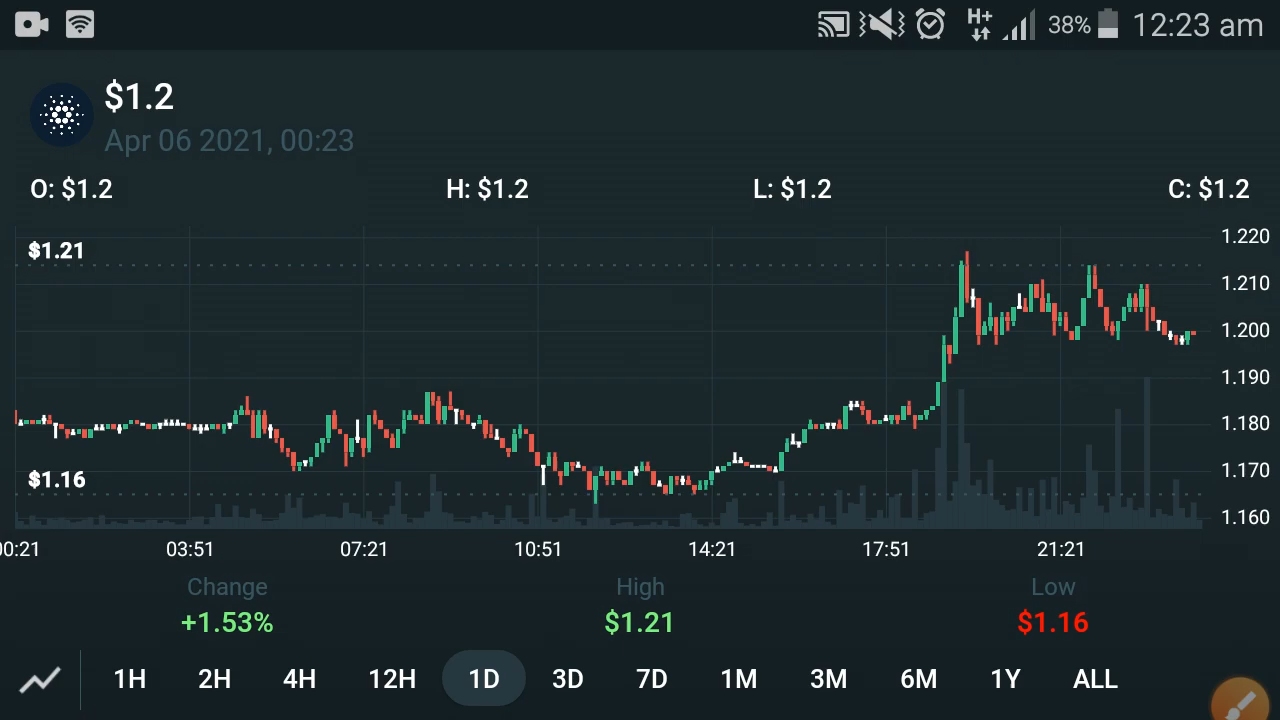 H+ 38% 12:23 am
$1.2
Apr 06 2021, 00:23
O: $1.2 H: $1.2 L: $1.2 C: $1.2
1.220
$1.21
1.210
1.200
1.190
1.180
1.170
$1.16
1.160
00:21 03:51 07:21 10:51 14:21 17:51 21:21
Change High Low
+1.53% $1.21 $1.16
1H 2H 4H 12H 1D 3D 7D 1M 3M 6M 1Y ALL